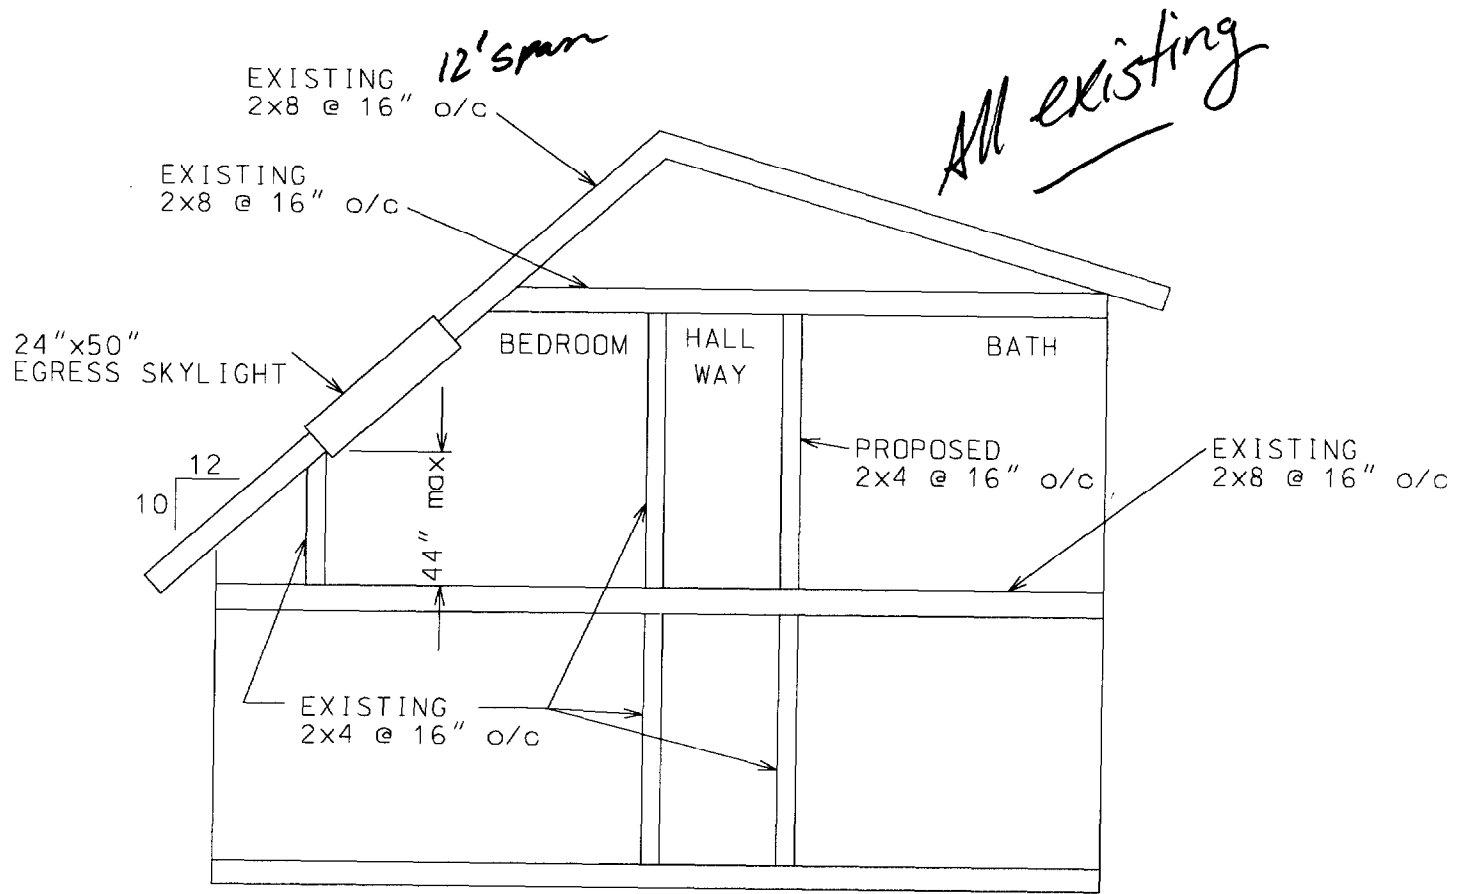 12' span
EXISTING
2x8 @ 16" o/c
All existing
EXISTING
2x8 @ 16" o/c
24"x50"
EGRESS SKYLIGHT
BEDROOM
HALL
WAY
BATH
12
10
44" max
PROPOSED
2x4 @ 16" o/c
EXISTING
2x8 @ 16" o/c
EXISTING
2x4 @ 16" o/c